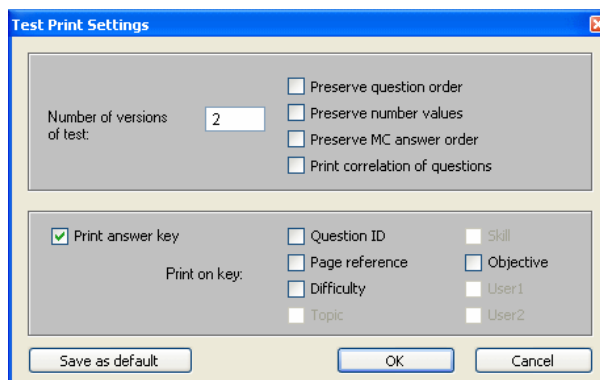 Test Print Settings
Number of versions
of test:
2
Preserve question order
Preserve number values
Preserve MC answer order
Print correlation of questions
Print answer key
Print on key:
Question ID
Page reference
Difficulty
Topic
Skill
Objective
User1
User2
Save as default
OK
Cancel